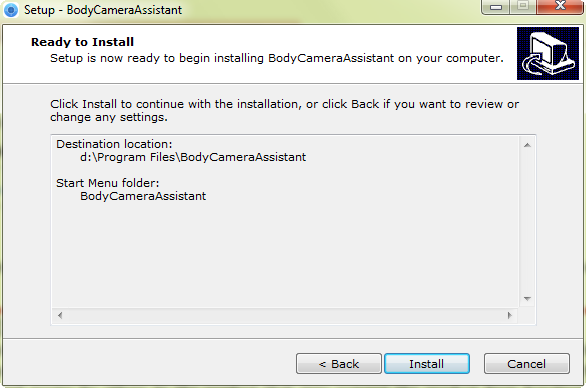 Setup - BodyCameraAssistant
Ready to Install
Setup is now ready to begin installing BodyCameraAssistant on your computer.
Click Install to continue with the installation, or click Back if you want to review or
change any settings.
Destination location:
d:\Program Files\BodyCameraAssistant
Start Menu folder:
BodyCameraAssistant
< Back
Install
Cancel